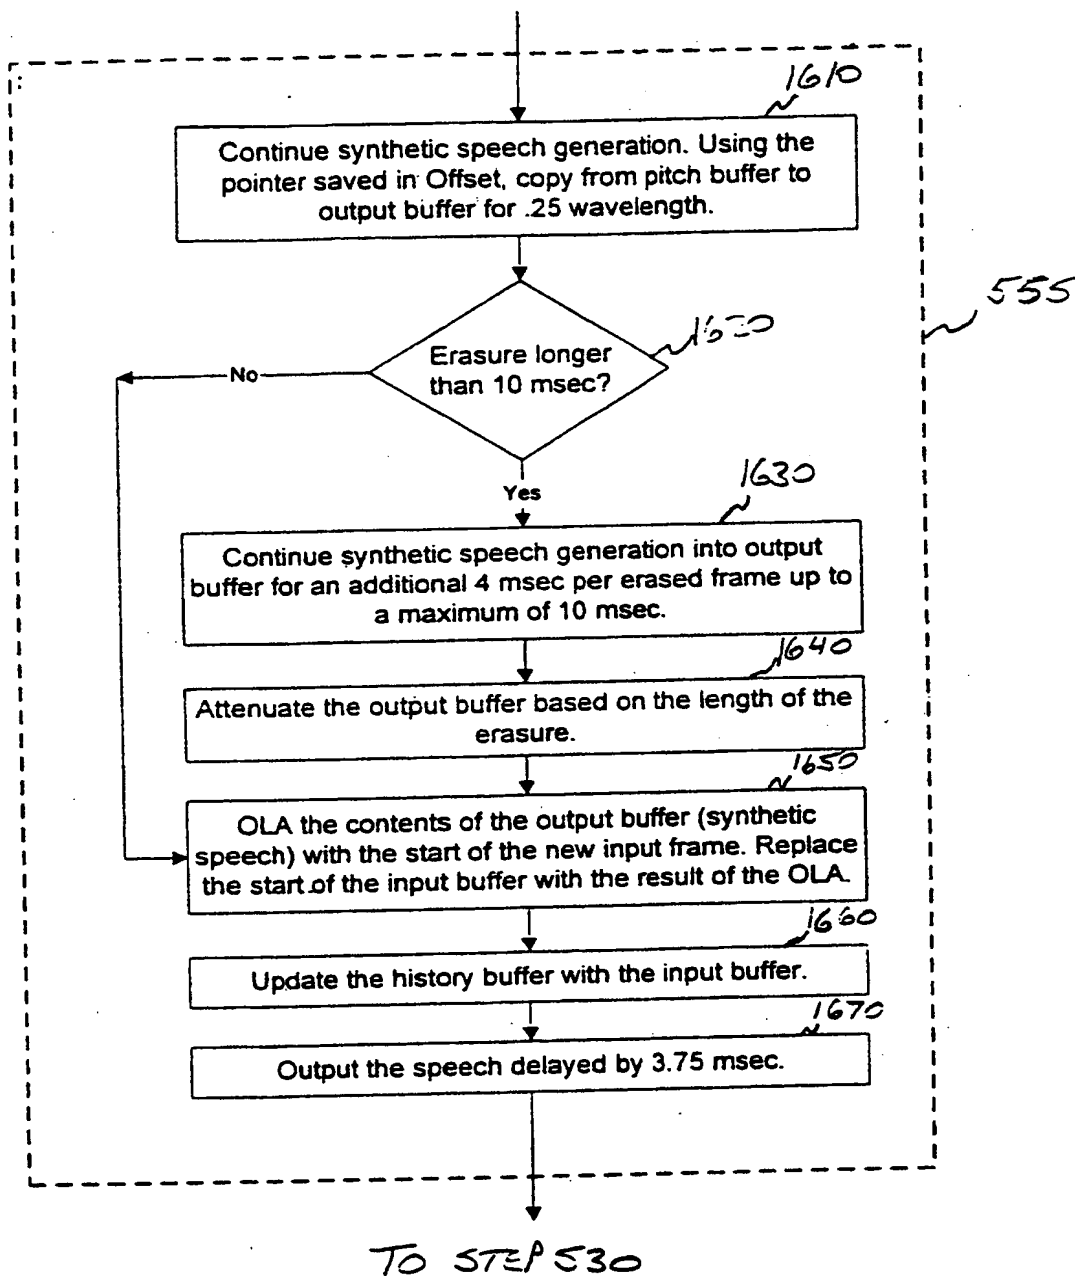 1610
Continue synthetic speech generation. Using the
pointer saved in Offset, copy from pitch buffer to
output buffer for .25 wavelength.
555
1620
Erasure longer
than 10 msec?
No
Yes
1630
Continue synthetic speech generation into output
buffer for an additional 4 msec per erased frame up to
a maximum of 10 msec.
1640
Attenuate the output buffer based on the length of the
erasure.
1650
OLA the contents of the output buffer (synthetic
speech) with the start of the new input frame. Replace
the start of the input buffer with the result of the OLA.
1660
Update the history buffer with the input buffer.
1670
Output the speech delayed by 3.75 msec.
TO STEP 530